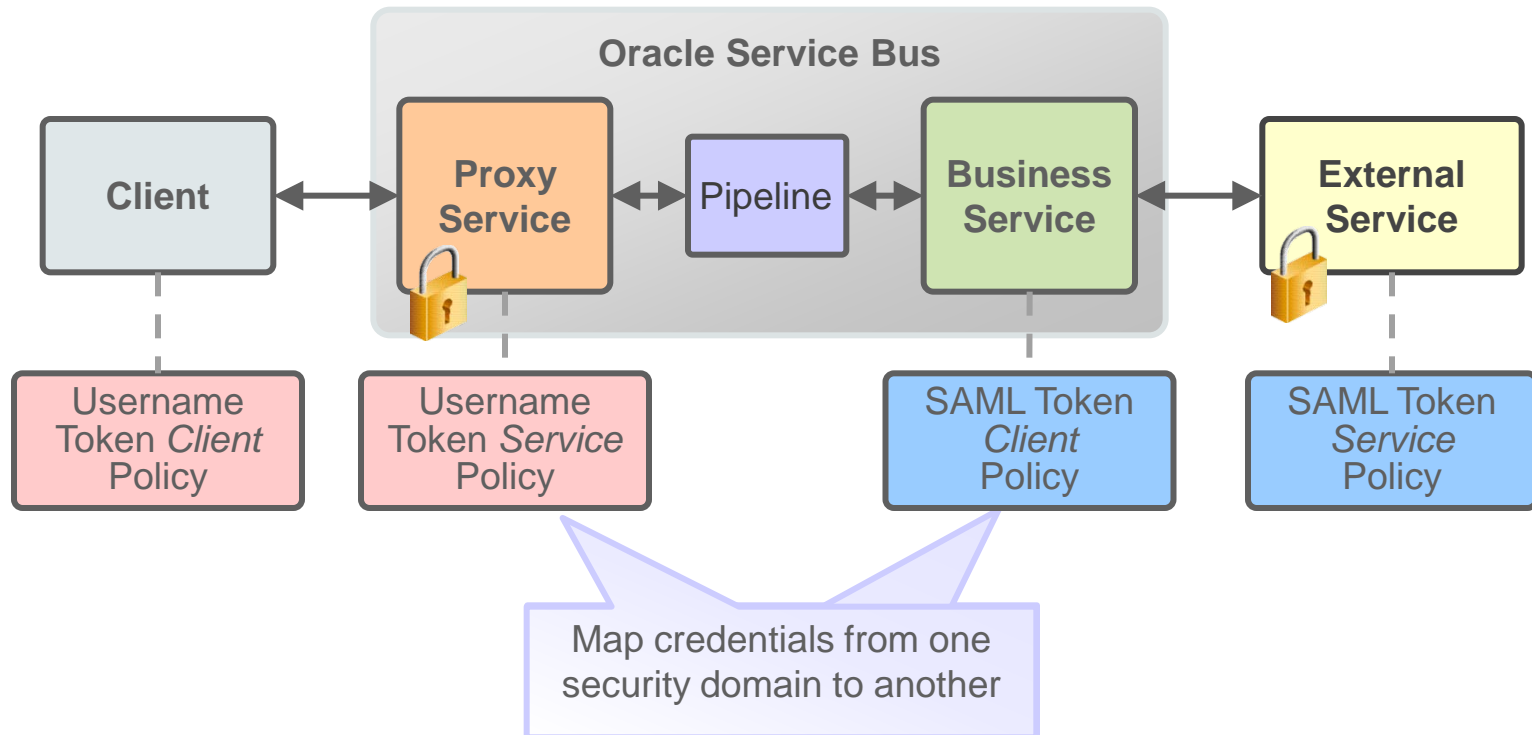 Oracle Service Bus
Client
Proxy
Service
Pipeline
Business
Service
External
Service
Username
Token Client
Policy
Username
Token Service
Policy
SAML Token
Client
Policy
SAML Token
Service
Policy
Map credentials from one
security domain to another